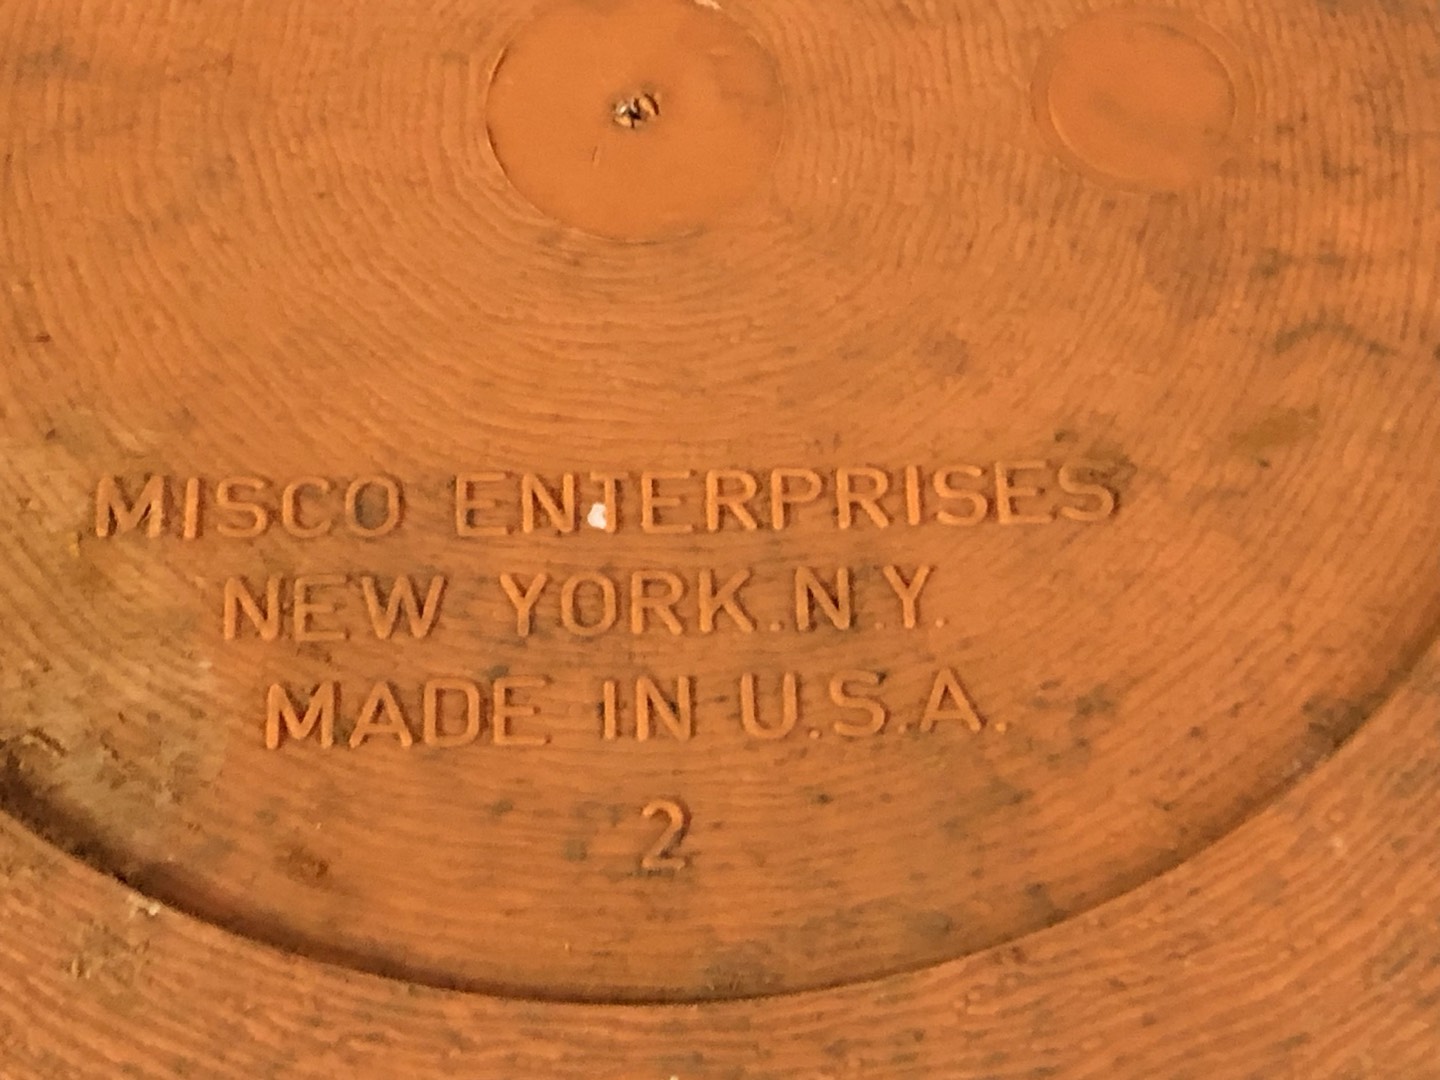 MISCO ENTERPRISES
NEW YORK.N.Y.
MADE IN U.S.A.
2